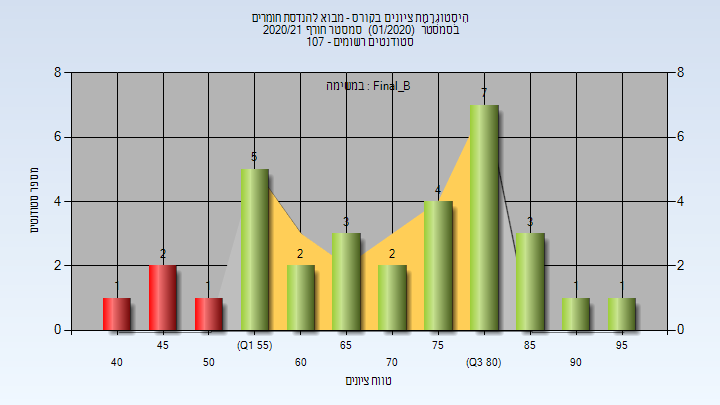 היסטוגרמת ציונים בקורס - מבוא להנדסת חומרים
בסמסטר (01/2020) סמסטר חורף 2020/21
סטודנטים רשומים - 107
במשימה : Final_B
8 8
6 6
4 4
2 2
0 0
מספר סטודנטים
1 2 1 5 2 3 2 4 7 3 1 1
45 (Q1 55) 65 75 85 95
40 50 60 70 (Q3 80) 90
טווח ציונים